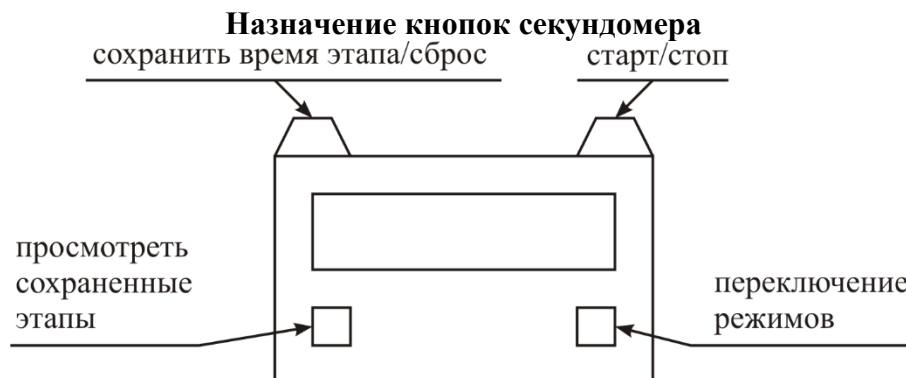 Назначение кнопок секундомера
сохранить время этапа/сброс
старт/стоп
просмотреть
сохраненные
этапы
переключение
режимов